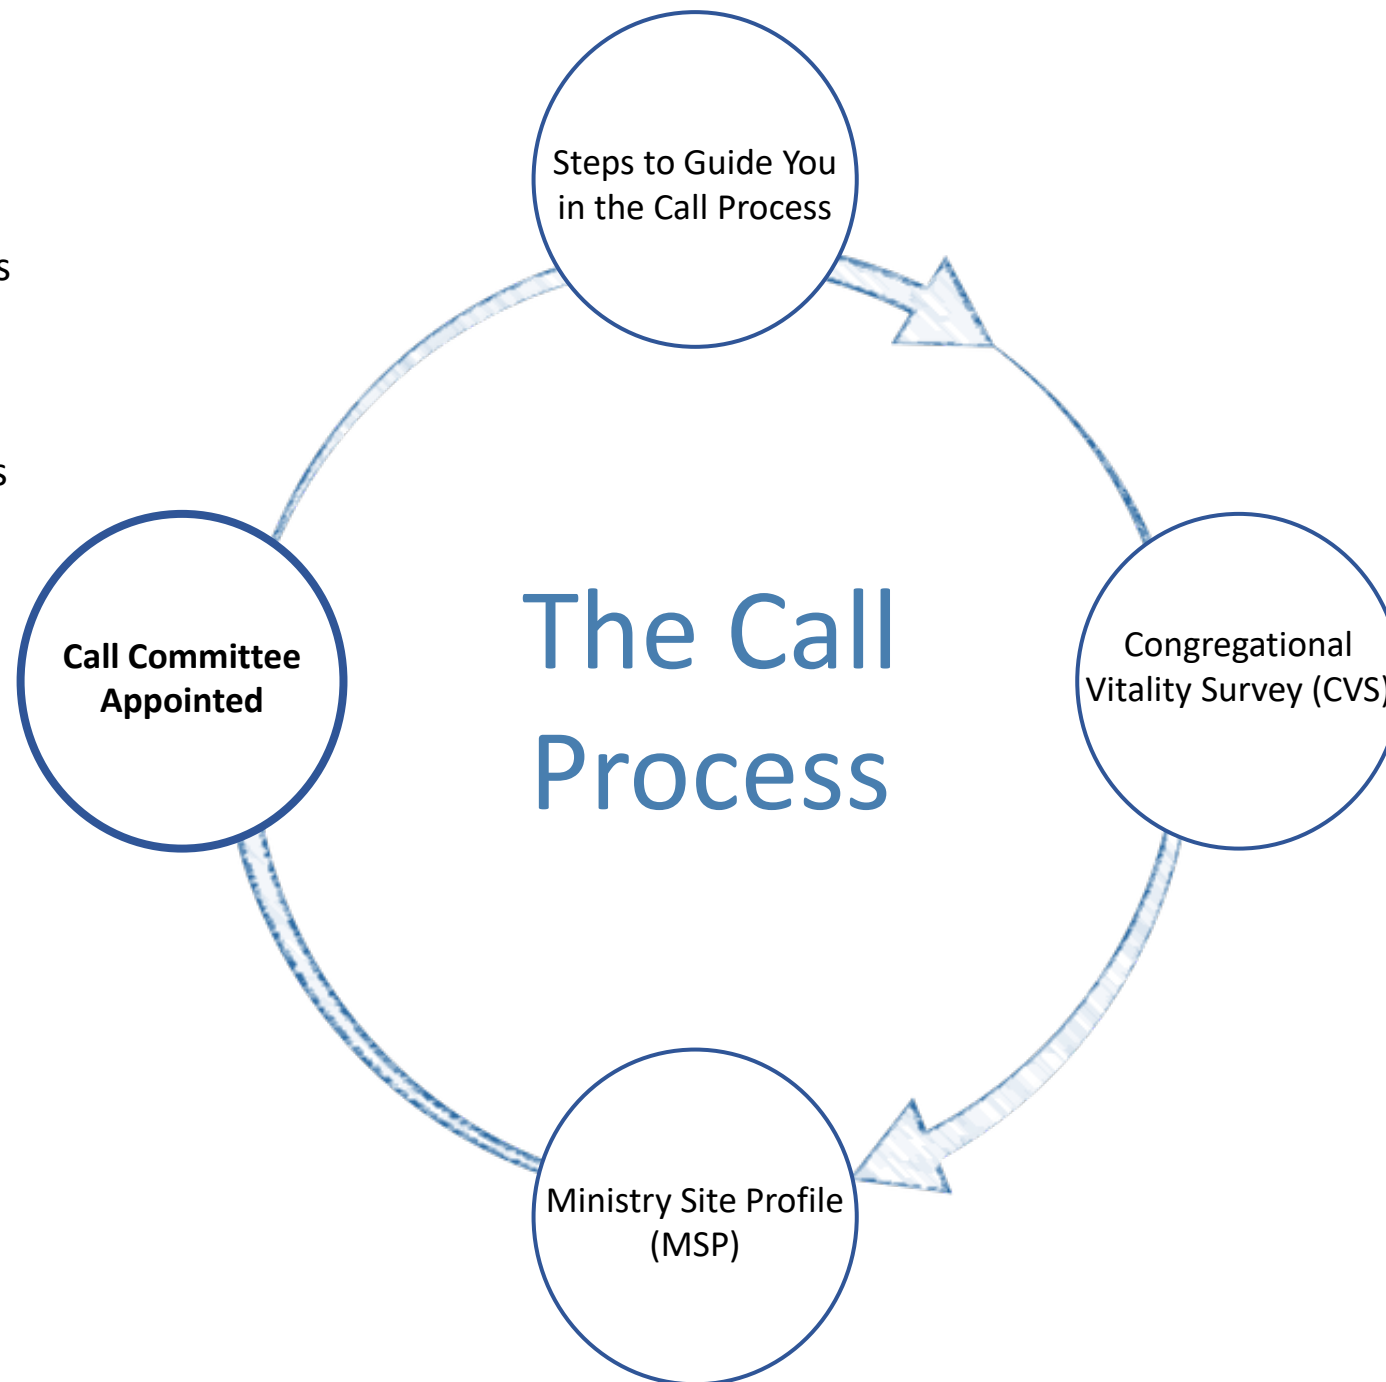 Steps to Guide You
in the Call Process
s
s
The Call
Process
Call Committee
Appointed
Congregational
Vitality Survey (CVS)
Ministry Site Profile
(MSP)